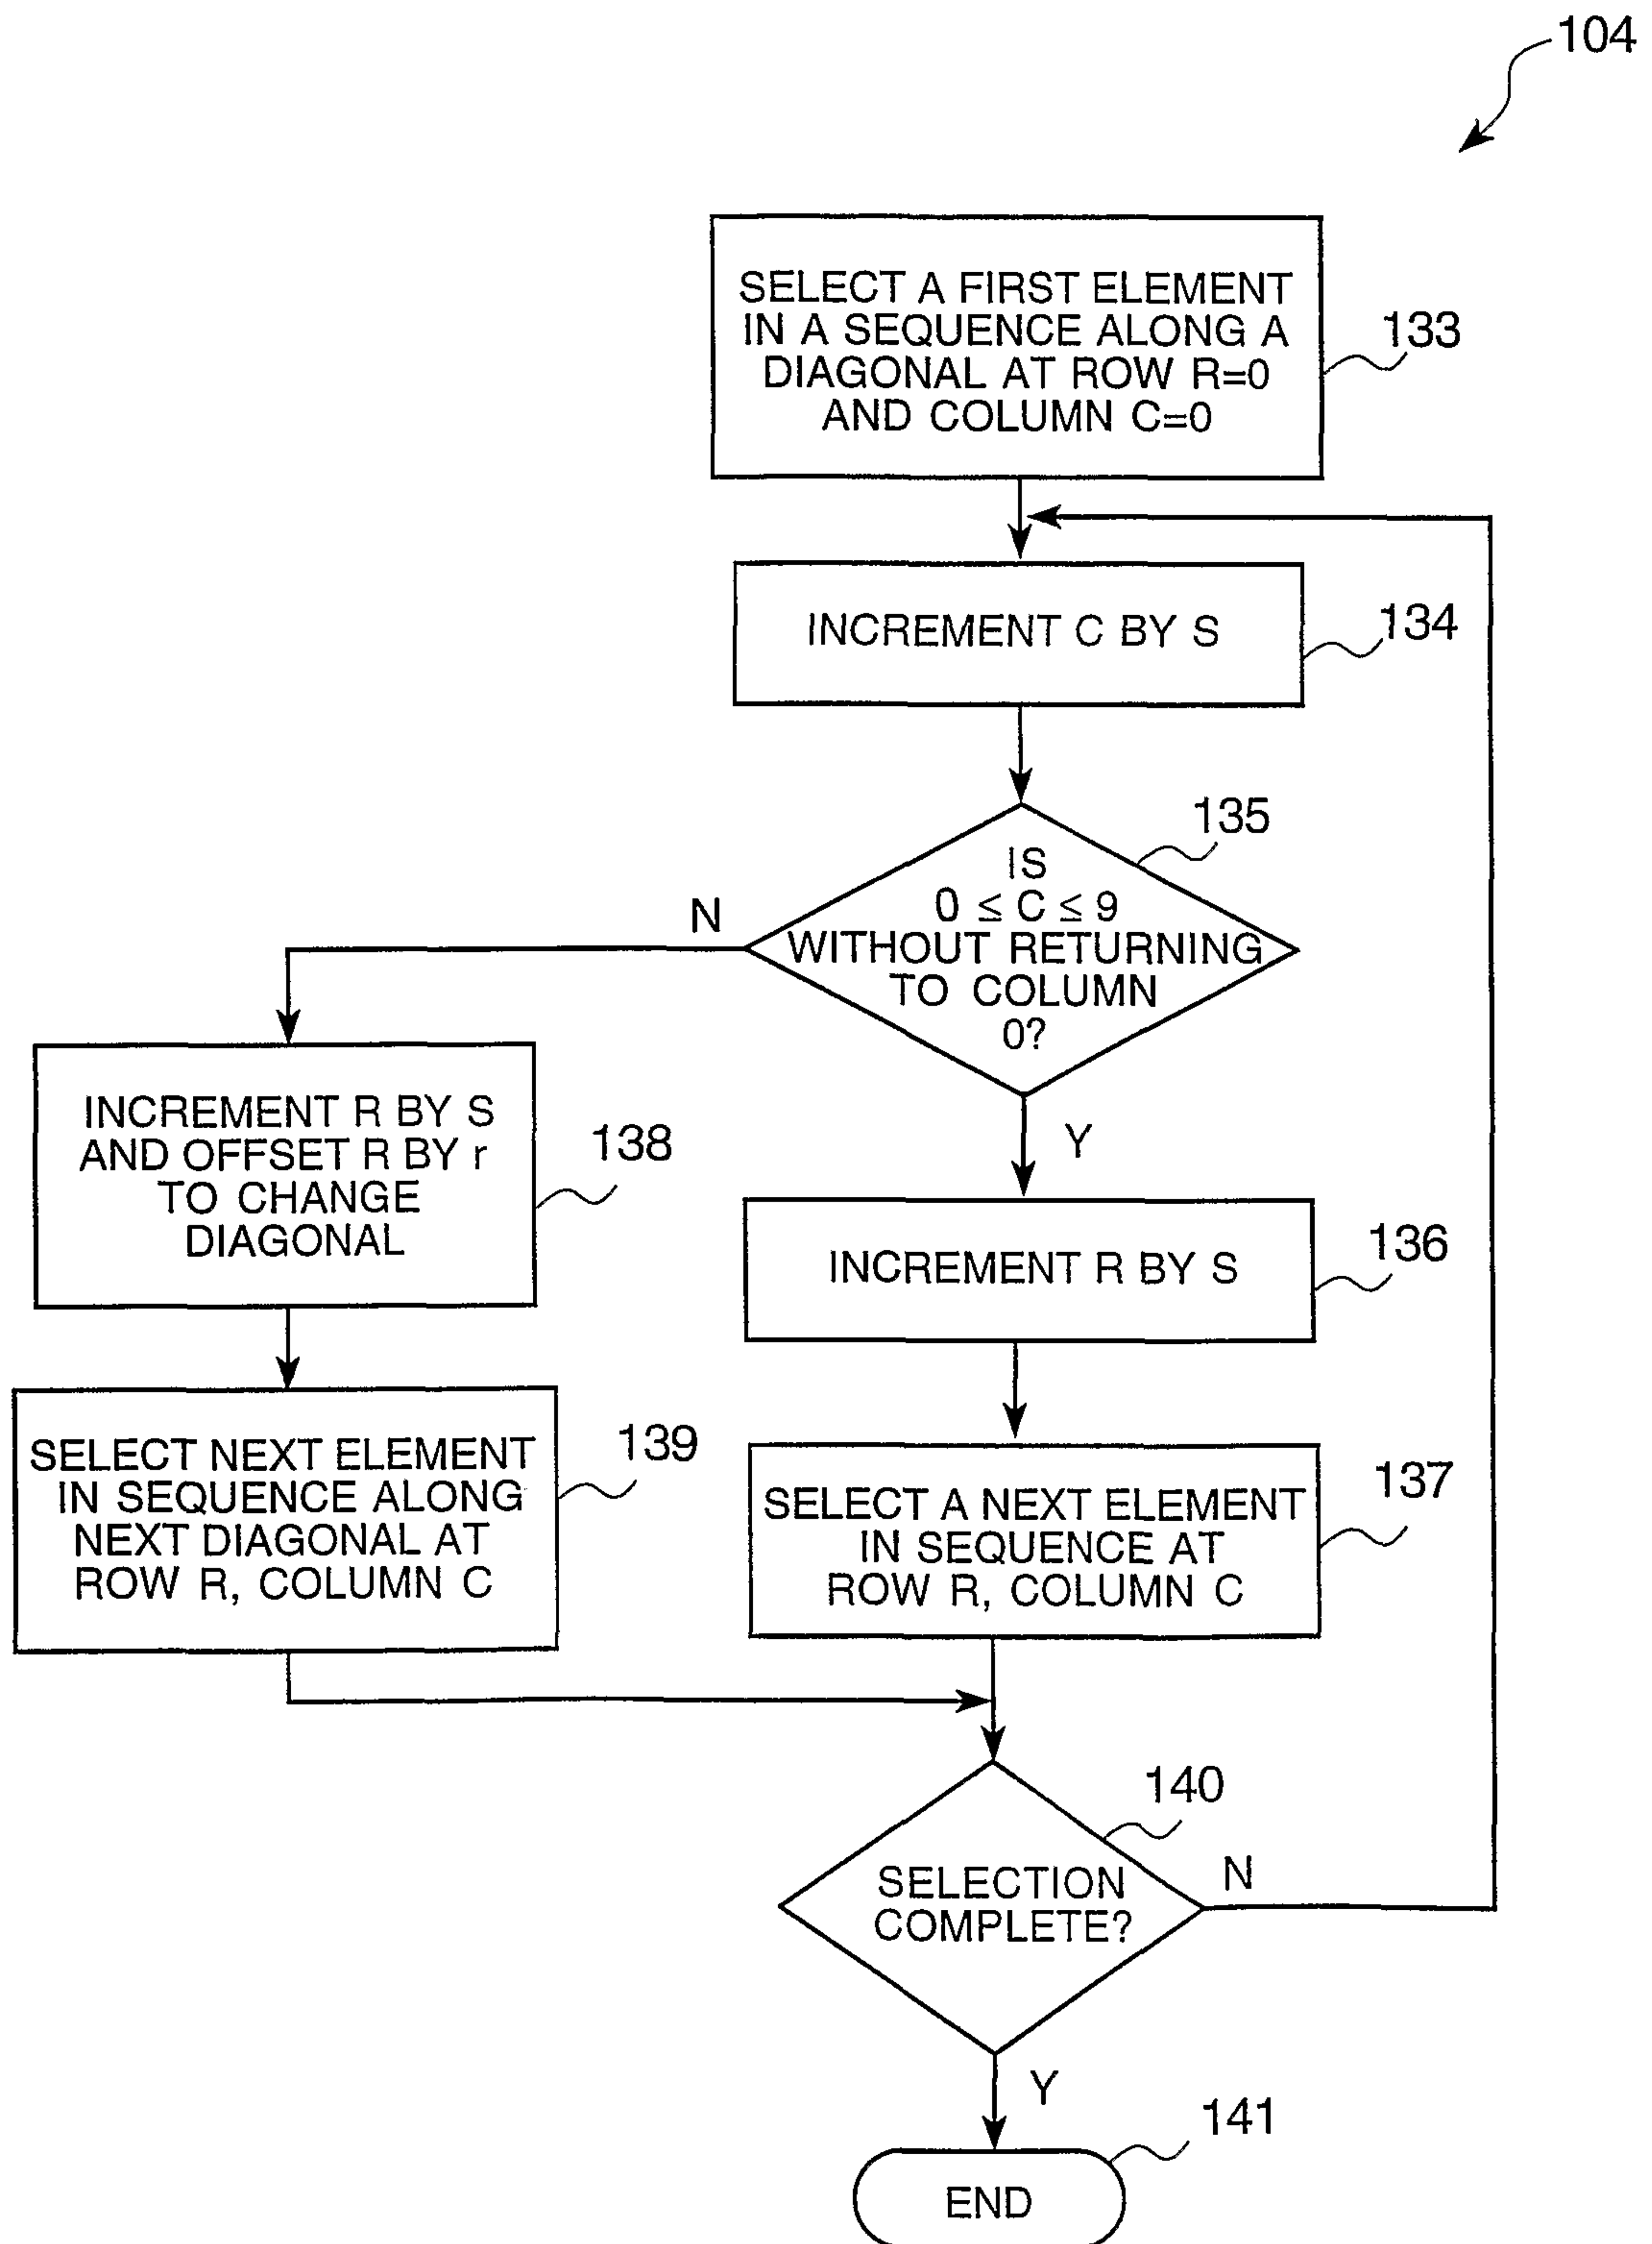 104
SELECT A FIRST ELEMENT
IN A SEQUENCE ALONG A
DIAGONAL AT ROW R=0
AND COLUMN C=0
133
INCREMENT C BY S
134
135
IS
0 ≤ C ≤ 9
WITHOUT RETURNING
TO COLUMN
0?
N
Y
INCREMENT R BY S
AND OFFSET R BY r
TO CHANGE
DIAGONAL
138
INCREMENT R BY S
136
SELECT NEXT ELEMENT
IN SEQUENCE ALONG
NEXT DIAGONAL AT
ROW R, COLUMN C
139
SELECT A NEXT ELEMENT
IN SEQUENCE AT
ROW R, COLUMN C
137
140
SELECTION
COMPLETE?
N
Y
141
END